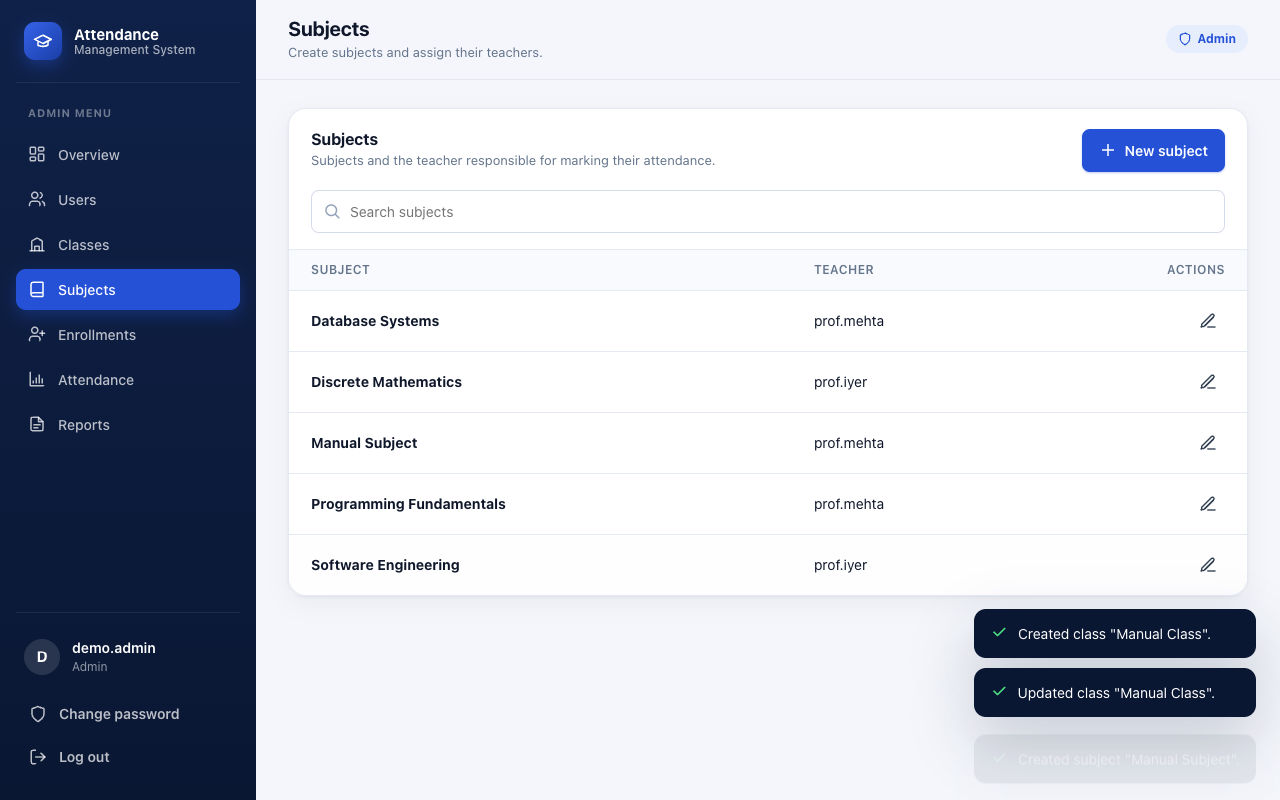 Attendance
Management System
ADMIN MENU
Overview
Users
Classes
Subjects
Enrollments
Attendance
Reports
D
demo.admin
Admin
Change password
Log out
Subjects
Create subjects and assign their teachers.
Admin
Subjects
Subjects and the teacher responsible for marking their attendance.
New subject
Search subjects
SUBJECT TEACHER ACTIONS
Database Systems prof.mehta
Discrete Mathematics prof.iyer
Manual Subject prof.mehta
Programming Fundamentals prof.mehta
Software Engineering prof.iyer
Created class "Manual Class".
Updated class "Manual Class".
Created subject "Manual Subject".